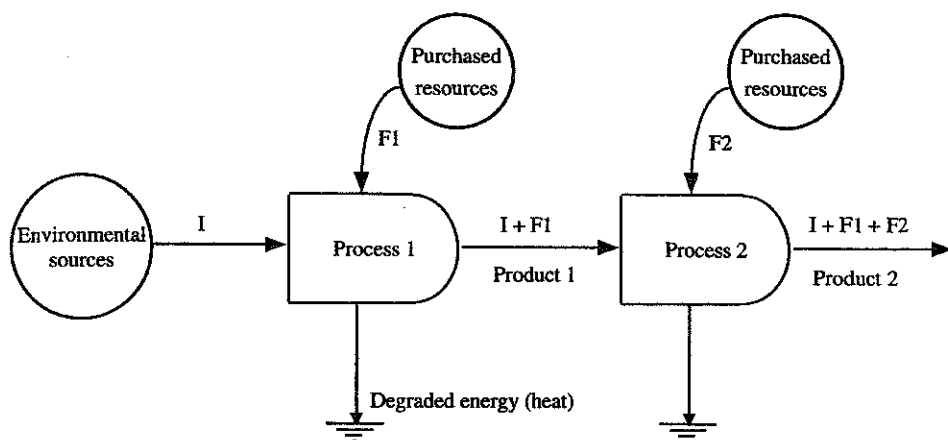 Purchased
resources
Purchased
resources
F1
F2
Environmental
sources
I
Process 1
I + F1
Product 1
Process 2
I + F1 + F2
Product 2
Degraded energy (heat)